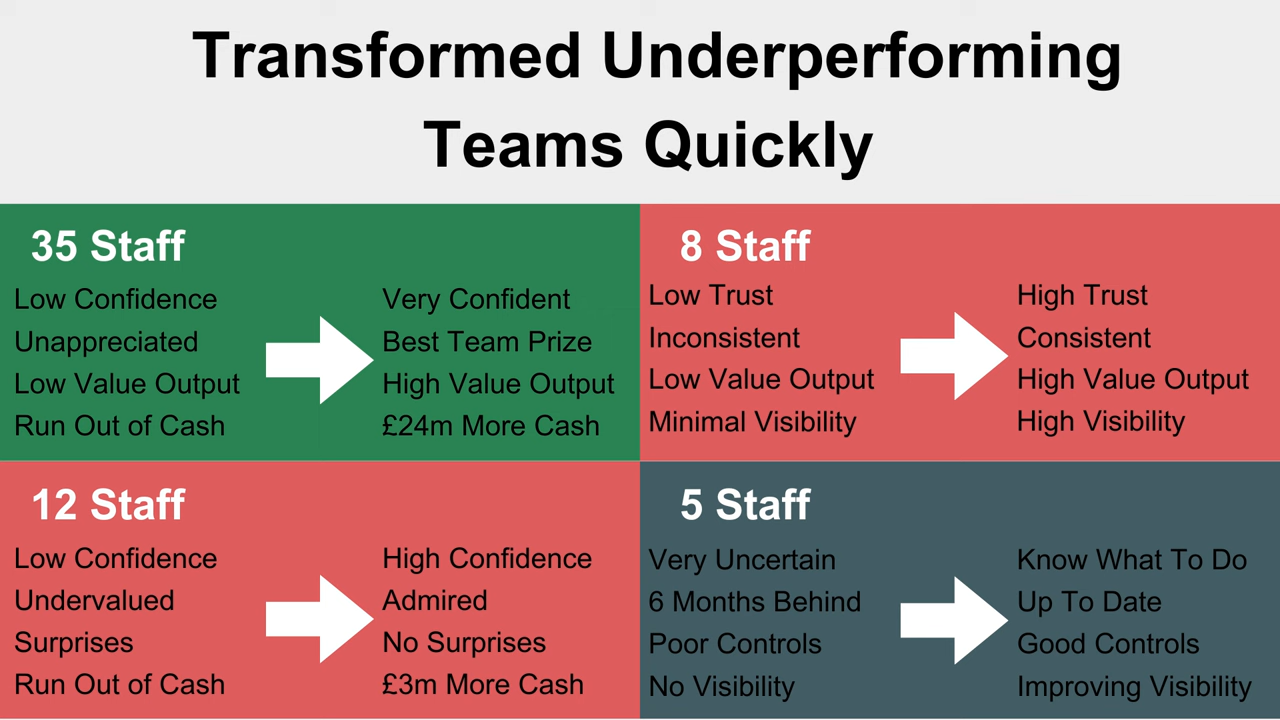 Transformed Underperforming
Teams Quickly
35 Staff
Low Confidence
Unappreciated
Low Value Output
Run Out of Cash
Very Confident
Best Team Prize
High Value Output
£24m More Cash
8 Staff
Low Trust
Inconsistent
Low Value Output
Minimal Visibility
High Trust
Consistent
High Value Output
High Visibility
12 Staff
Low Confidence
Undervalued
Surprises
Run Out of Cash
High Confidence
Admired
No Surprises
£3m More Cash
5 Staff
Very Uncertain
6 Months Behind
Poor Controls
No Visibility
Know What To Do
Up To Date
Good Controls
Improving Visibility